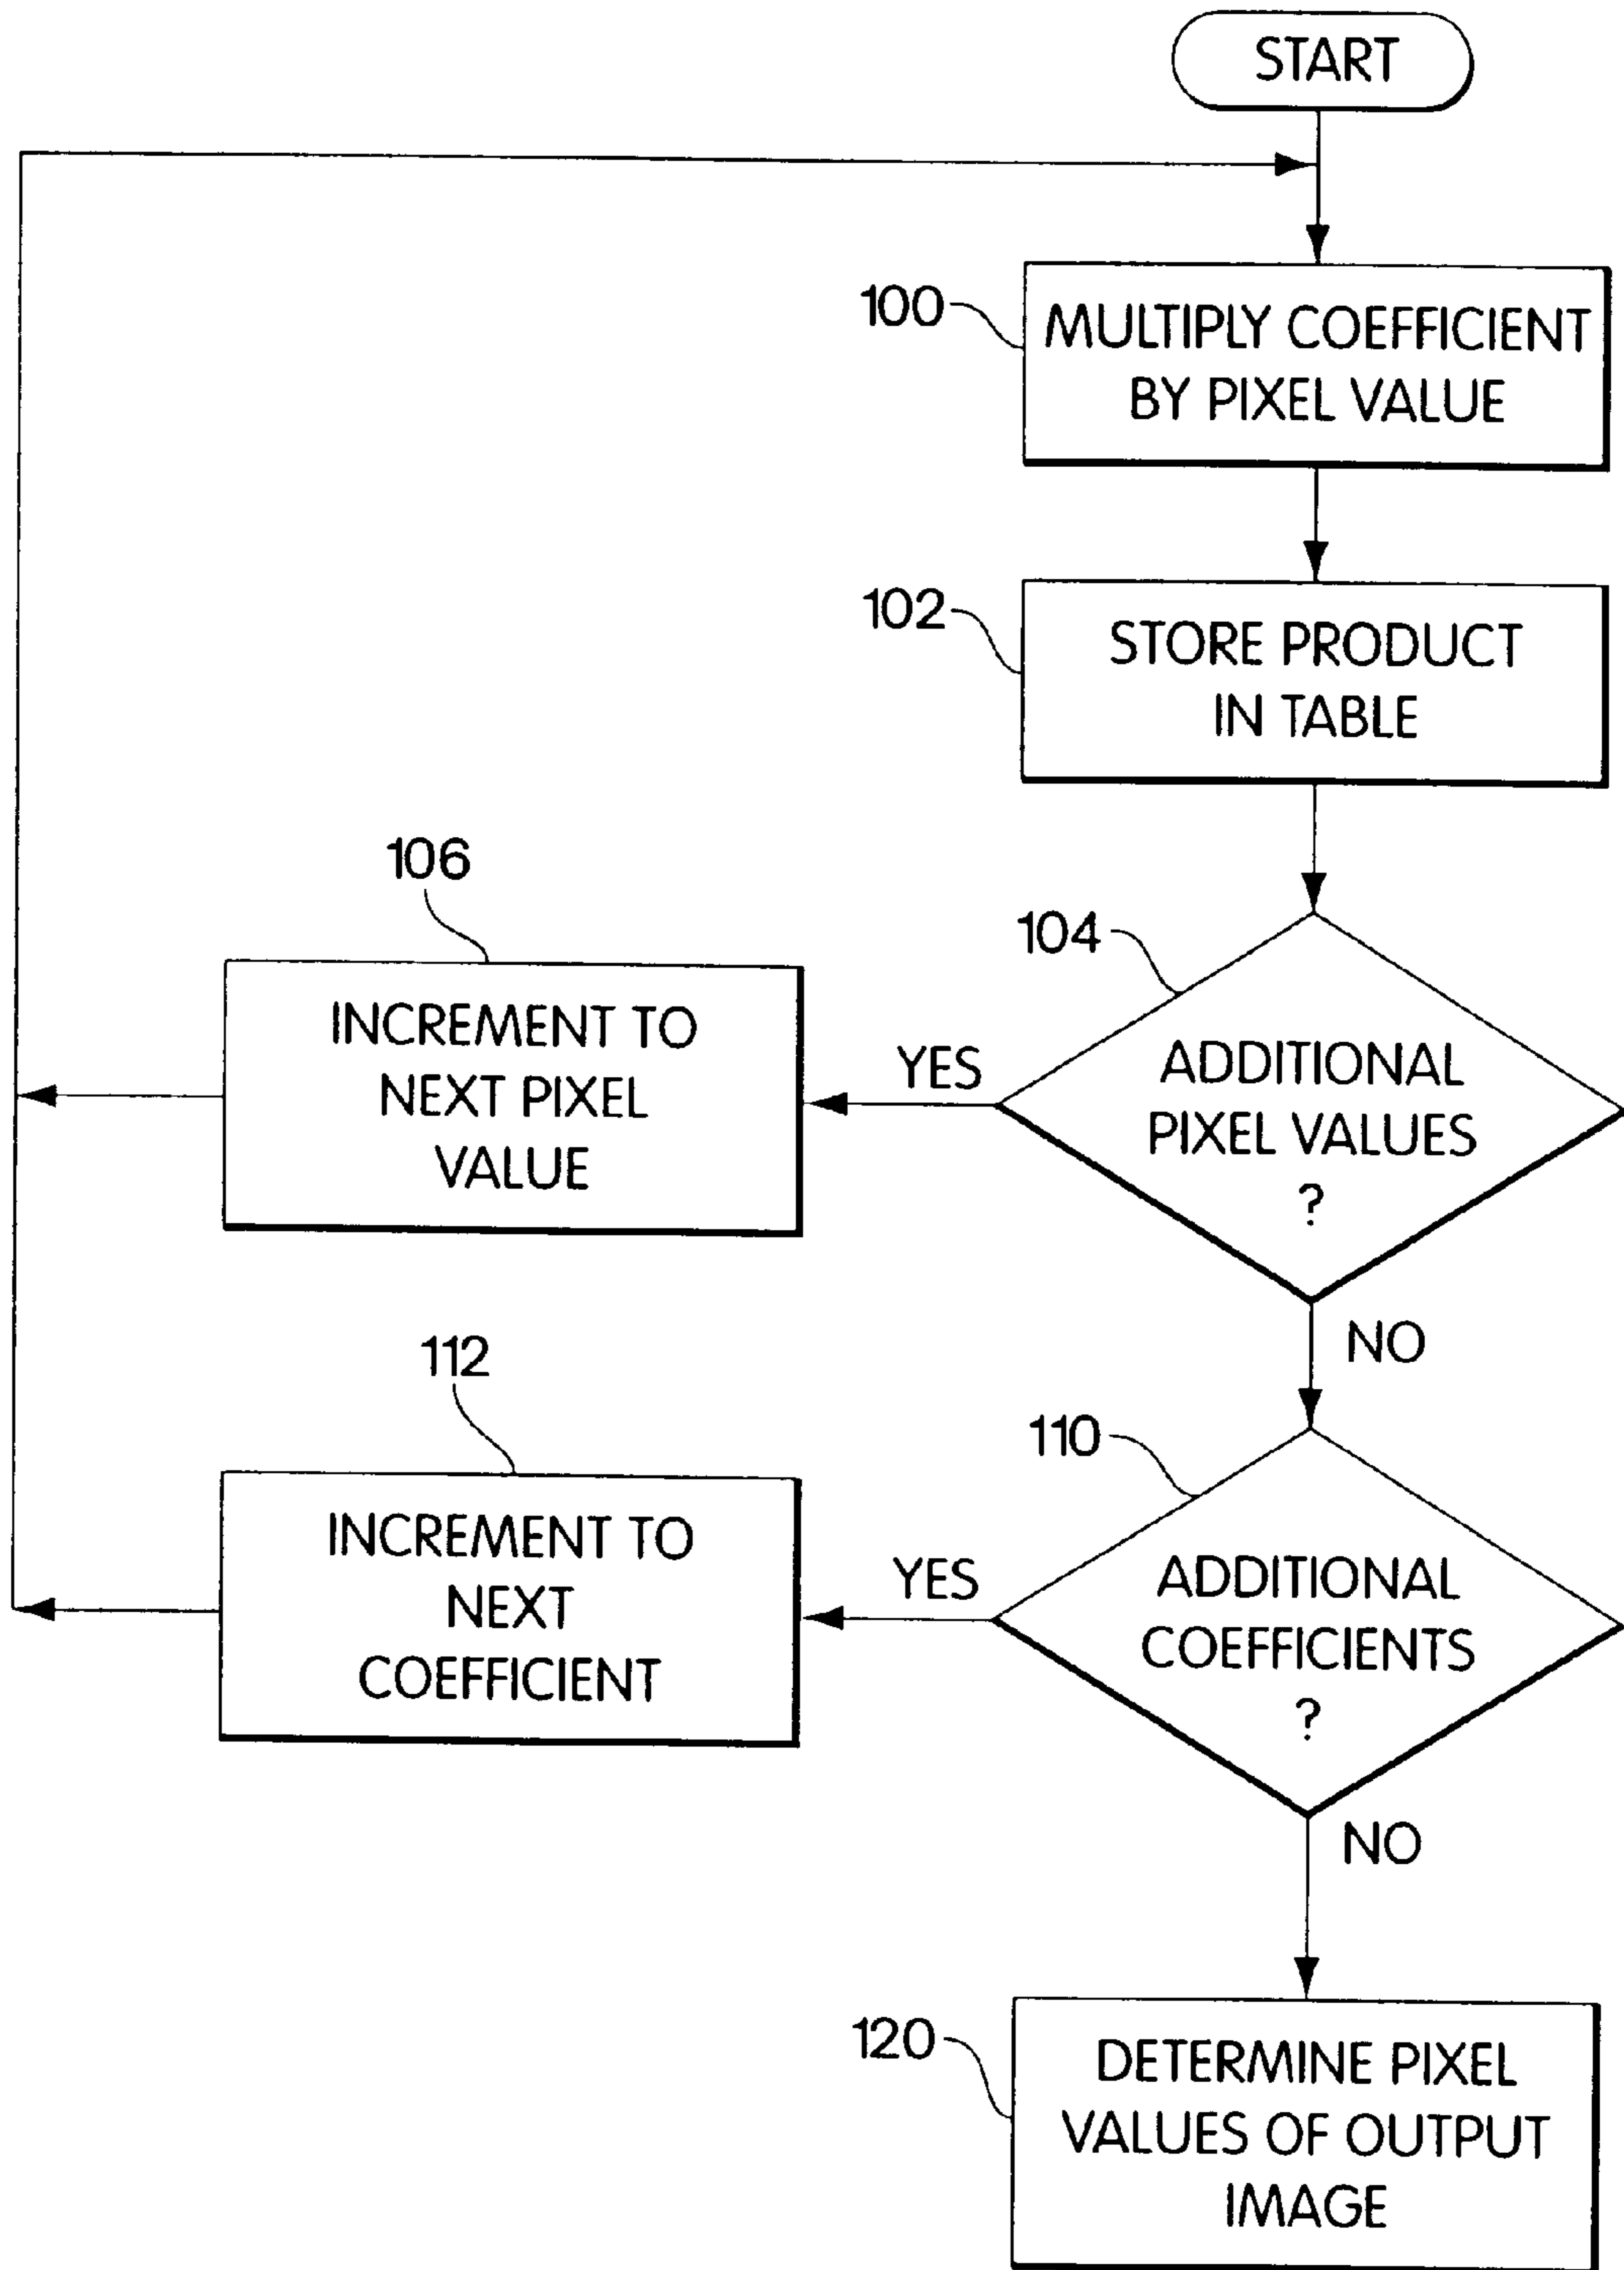 START
100
MULTIPLY COEFFICIENT
BY PIXEL VALUE
102
STORE PRODUCT
IN TABLE
104
ADDITIONAL
PIXEL VALUES
?
YES
106
INCREMENT TO
NEXT PIXEL
VALUE
NO
110
ADDITIONAL
COEFFICIENTS
?
YES
112
INCREMENT TO
NEXT
COEFFICIENT
NO
120
DETERMINE PIXEL
VALUES OF OUTPUT
IMAGE